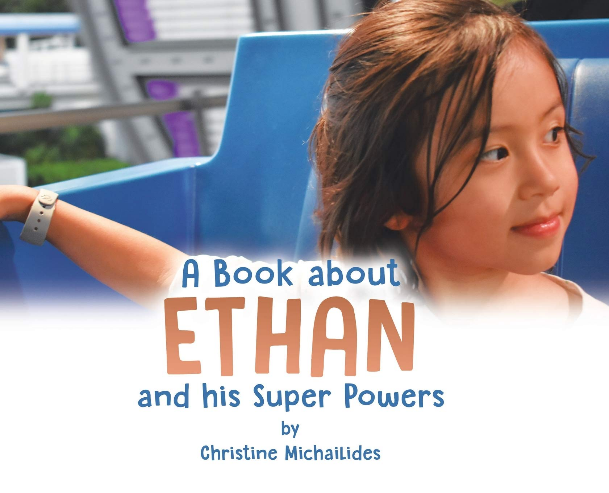 A Book about
ETHAN
and his Super Powers
by
Christine Michailides